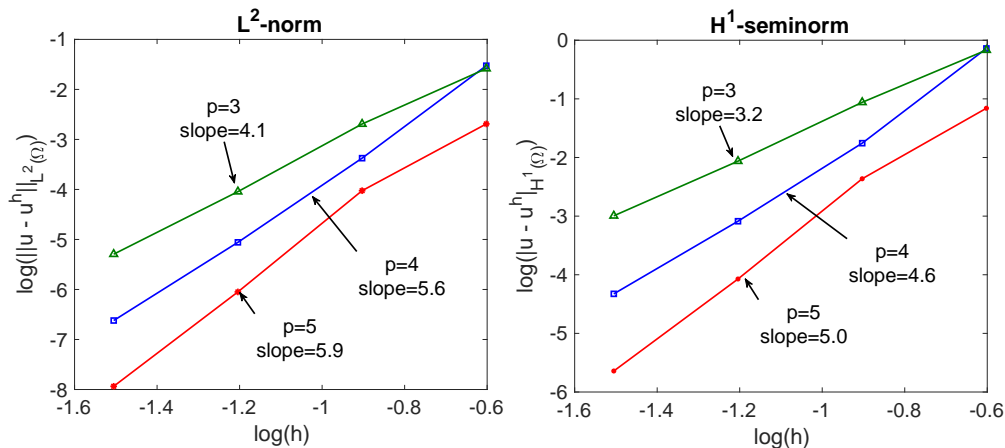 L²-norm
log(||u - u^h||_L²(Ω))
-1
-2
-3
-4
-5
-6
-7
-8
p=3
slope=4.1
p=4
slope=5.6
p=5
slope=5.9
-1.6
-1.4
-1.2
-1
-0.8
-0.6
log(h)
H¹-seminorm
log(|u - u^h|_H¹(Ω))
0
-1
-2
-3
-4
-5
-6
p=3
slope=3.2
p=4
slope=4.6
p=5
slope=5.0
-1.6
-1.4
-1.2
-1
-0.8
-0.6
log(h)